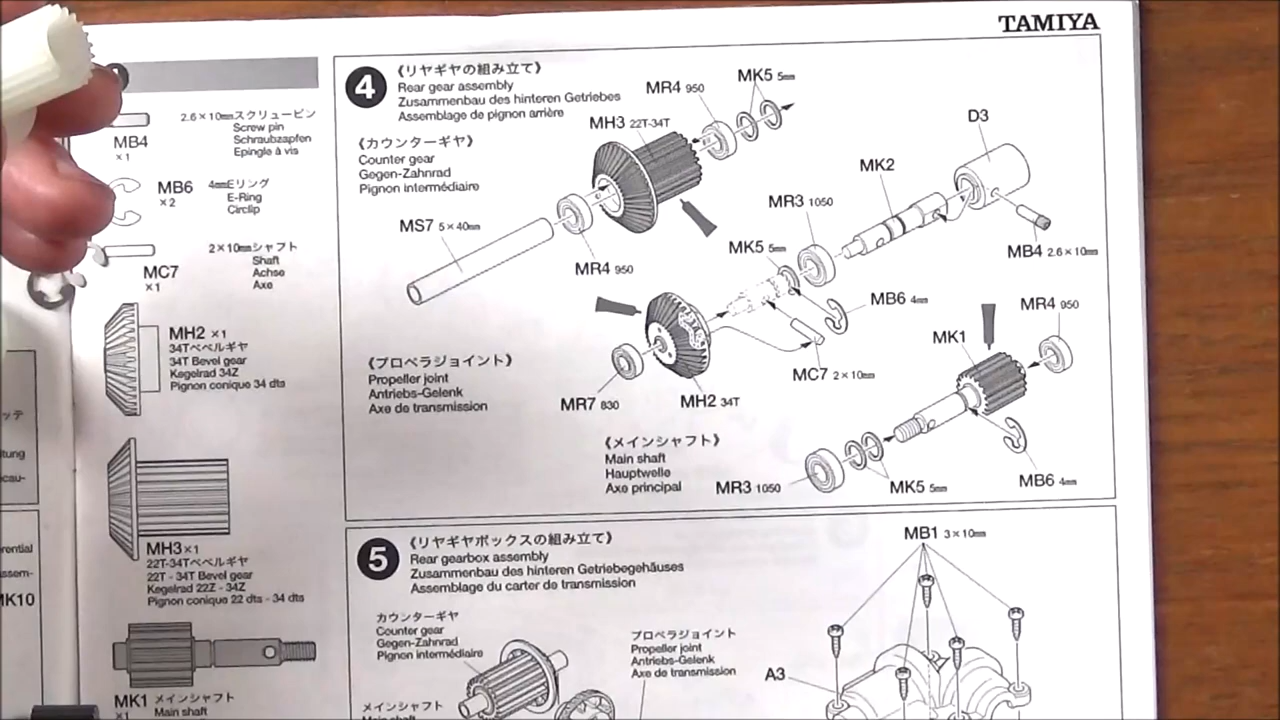 TAMIYA
2.6×10㎜スクリューピン
Screw pin
Schraubzapfen
Epingle à vis
MB4
×1
MB6
×2
4㎜Eリング
E-Ring
Circlip
MC7
×1
2×10㎜シャフト
Shaft
Achse
Axe
MH2 ×1
34Tベベルギヤ
34T Bevel gear
Kegelrad 34Z
Pignon conique 34 dts
MH3×1
22T-34Tベベルギヤ
22T - 34T Bevel gear
Kegelrad 22Z - 34Z
Pignon conique 22 dts - 34 dts
MK1
×1
メインシャフト
Main shaft
ッテ
itung
cau-
rential
ssem-
MK10
4
《リヤギヤの組み立て》
Rear gear assembly
Zusammenbau des hinteren Getriebes
Assemblage de pignon arrière
《カウンターギヤ》
Counter gear
Gegen-Zahnrad
Pignon intermédiaire
MH3 22T-34T
MR4 950
MK5 5㎜
MS7 5×40㎜
MR4 950
D3
MK2
MR3 1050
MK5 5㎜
MB4 2.6×10㎜
MB6 4㎜
MC7 2×10㎜
《プロペラジョイント》
Propeller joint
Antriebs-Gelenk
Axe de transmission
MR7 830
MH2 34T
MK1
MR4 950
《メインシャフト》
Main shaft
Hauptwelle
Axe principal
MR3 1050
MK5 5㎜
MB6 4㎜
5
《リヤギヤボックスの組み立て》
Rear gearbox assembly
Zusammenbau des hinteren Getriebegehäuses
Assemblage du carter de transmission
MB1 3×10㎜
カウンターギヤ
Counter gear
Gegen-Zahnrad
Pignon intermédiaire
プロペラジョイント
Propeller joint
Antriebs-Gelenk
Axe de transmission
A3
メインシャフト
Main shaft